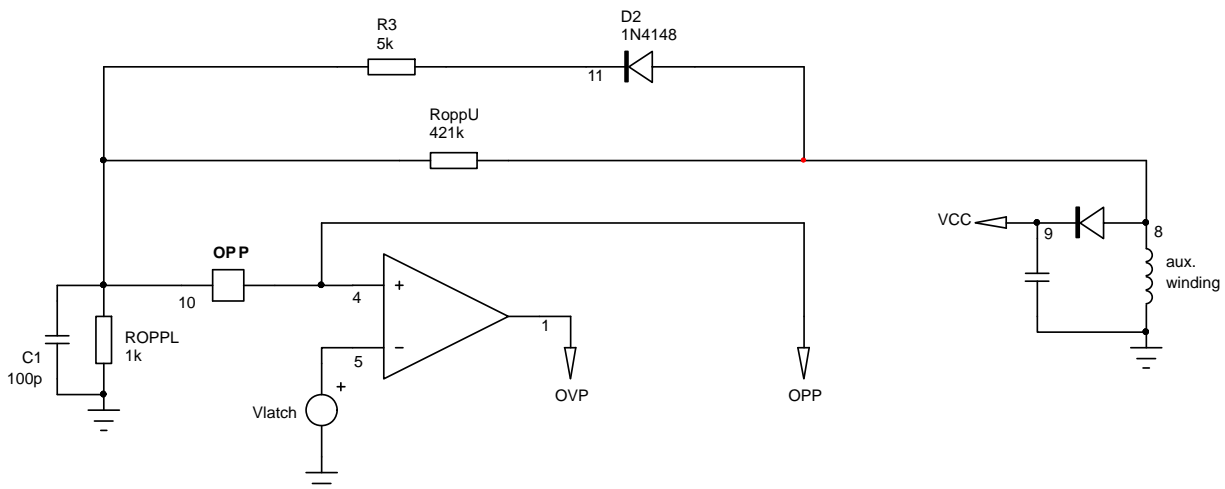 D2
1N4148
R3
5k
11
RoppU
421k
VCC
9
8
OPP
aux.
winding
10
4
+
ROPPL
1k
1
C1
100p
5
−
+
Vlatch
OVP
OPP